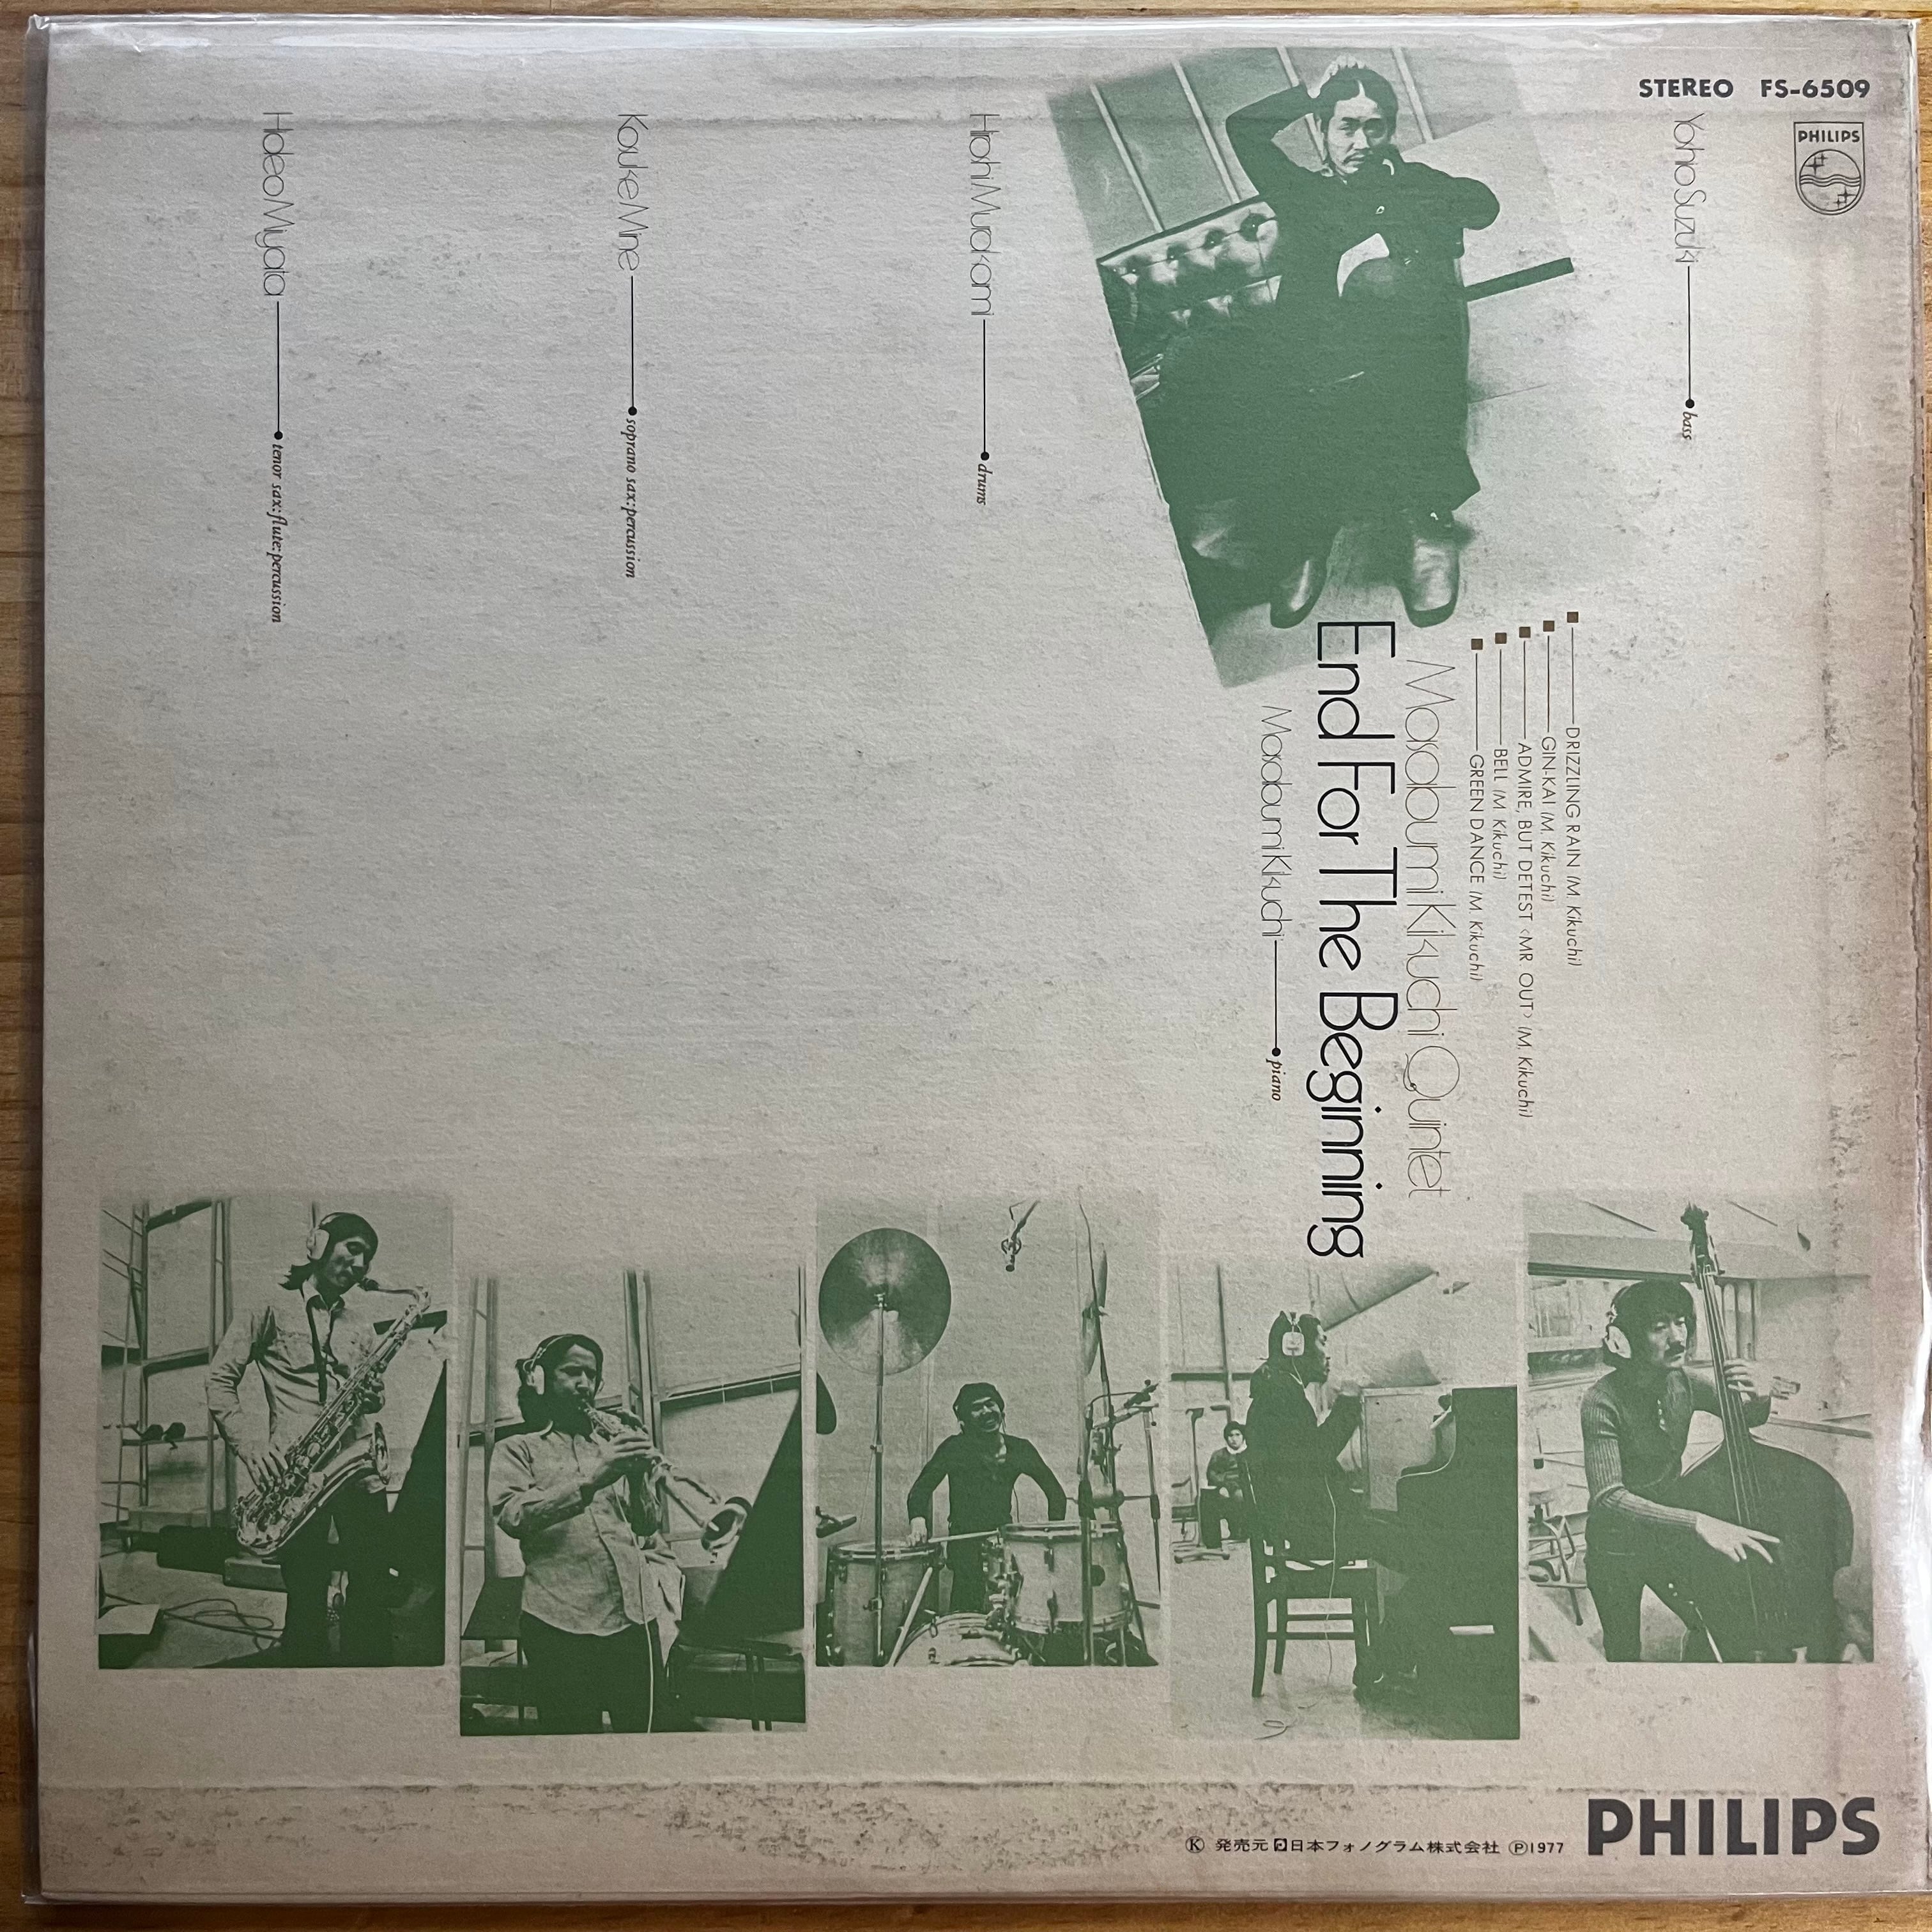 STEREO FS-6509
PHILIPS
Yoshio Suzuki bass
Hiroshi Murakami drums
Kosuke Mine soprano sax:percussion
Hideo Miyata tenor sax:flute:percussion
DRIZZLING RAIN (M. Kikuchi)
GIN-KAI (M. Kikuchi)
ADMIRE, BUT DETEST <MR. OUT> (M. Kikuchi)
BELL (M. Kikuchi)
GREEN DANCE (M. Kikuchi)
Masabumi Kikuchi Quintet
End For The Beginning
Masabumi Kikuchi piano
Ⓚ 発売元 日本フォノグラム株式会社 Ⓟ1977
PHILIPS